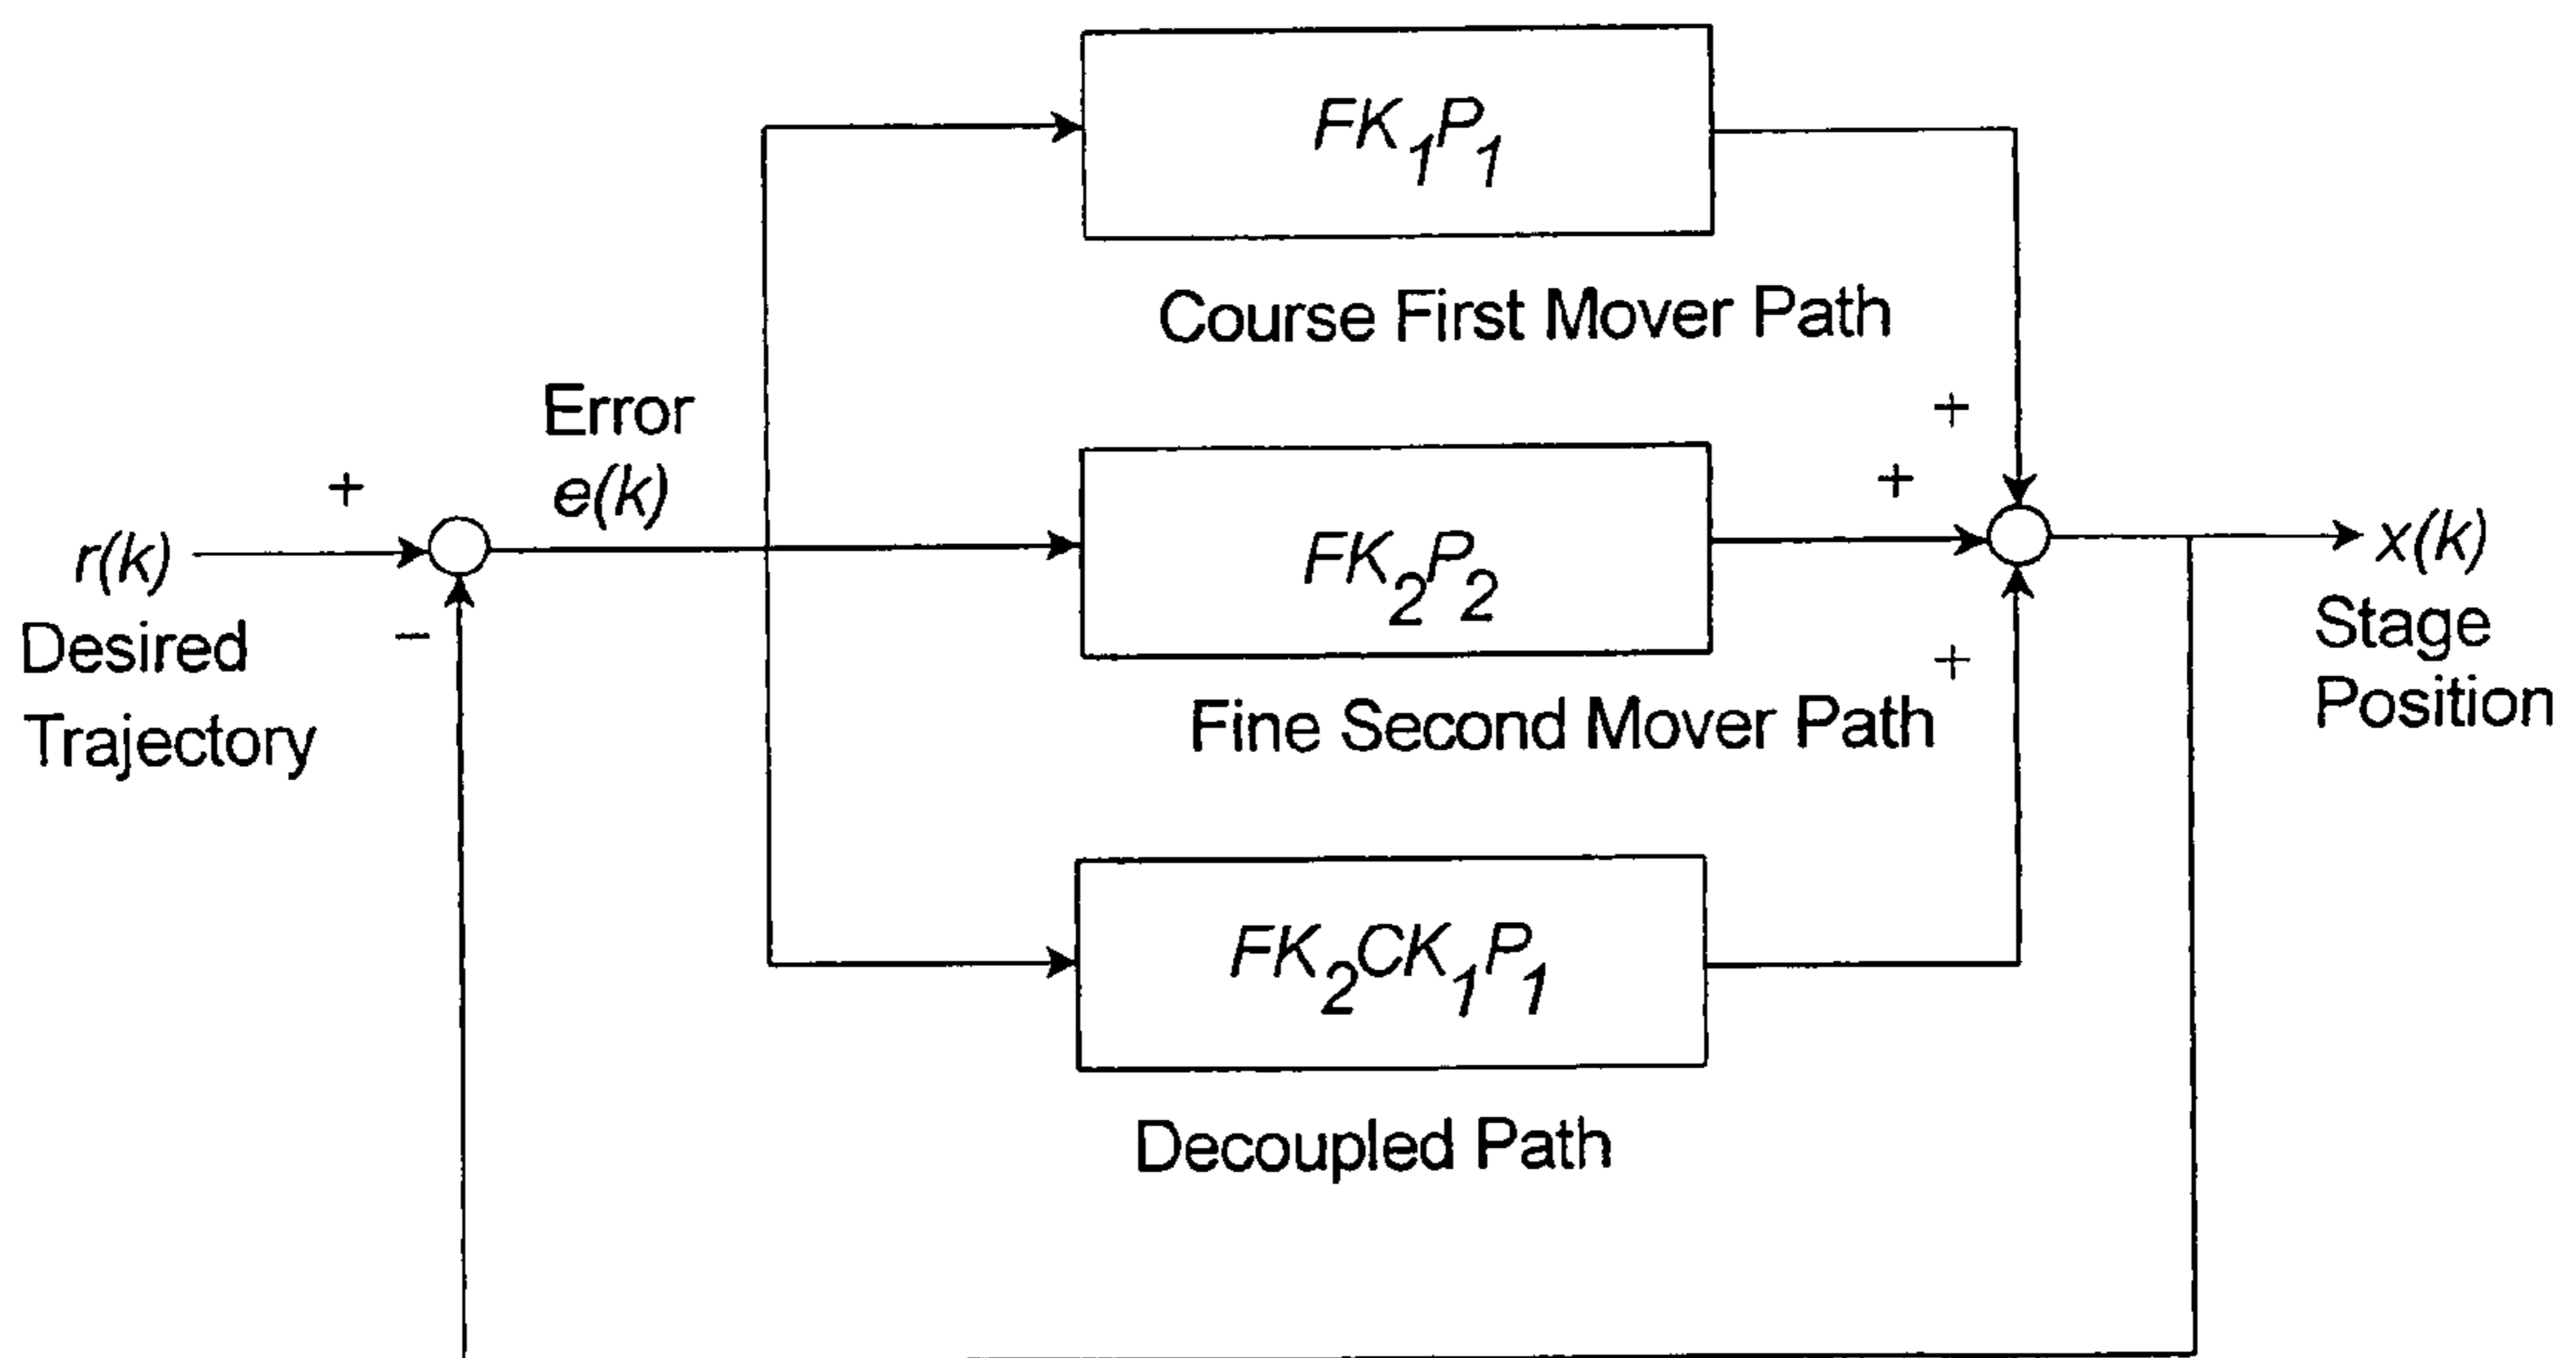 FK₁P₁
Course First Mover Path
+
Error
e(k)
+
+
r(k)
FK₂P₂
x(k)
Desired
Trajectory
−
+
Stage
Position
Fine Second Mover Path
FK₂CK₁P₁
Decoupled Path